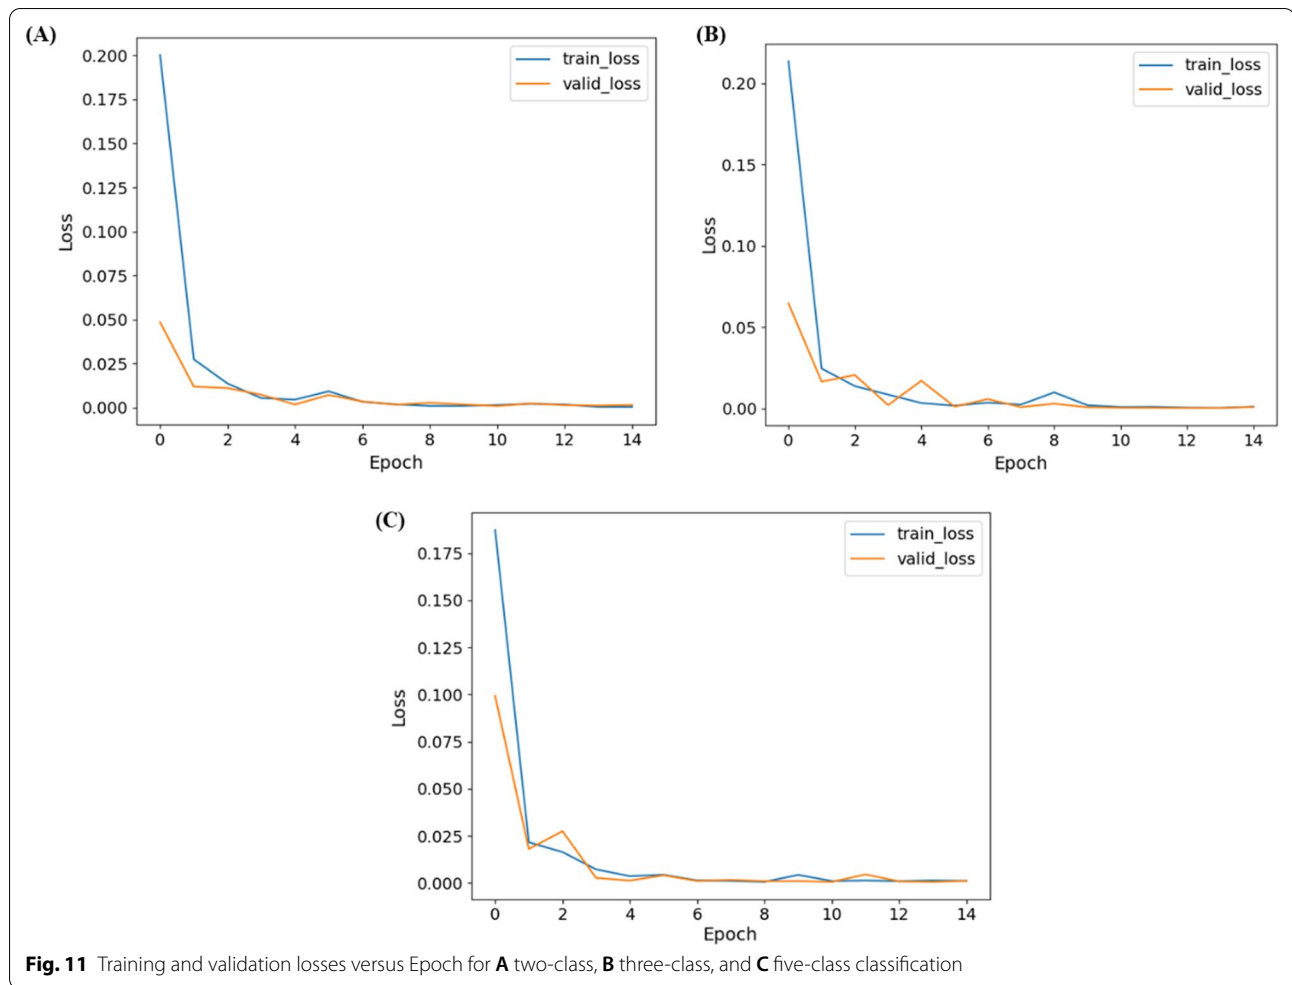 (A)
0.200
0.175
0.150
0.125
0.100
0.075
0.050
0.025
0.000
Loss
train_loss
valid_loss
0 2 4 6 8 10 12 14
Epoch
(B)
0.20
0.15
0.10
0.05
0.00
Loss
train_loss
valid_loss
0 2 4 6 8 10 12 14
Epoch
(C)
0.175
0.150
0.125
0.100
0.075
0.050
0.025
0.000
Loss
train_loss
valid_loss
0 2 4 6 8 10 12 14
Epoch
Fig. 11 Training and validation losses versus Epoch for A two-class, B three-class, and C five-class classification